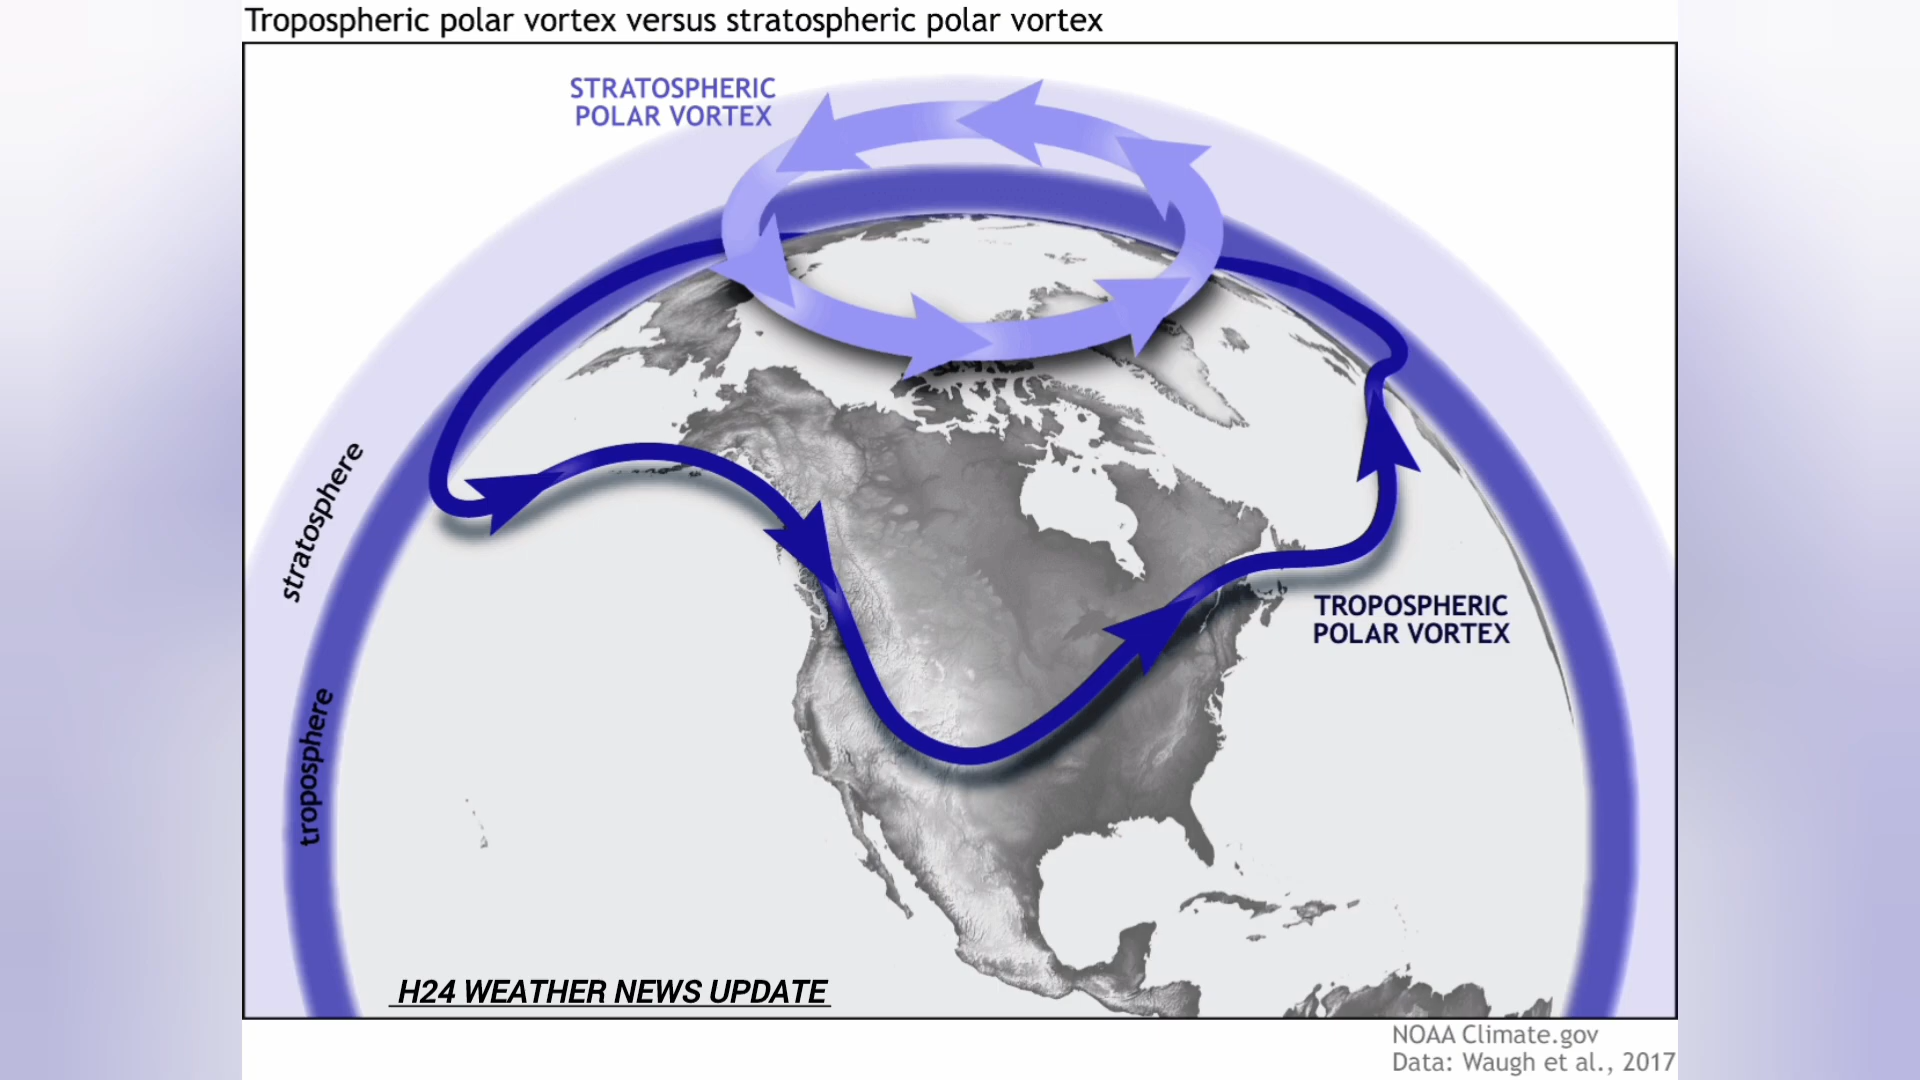 Tropospheric polar vortex versus stratospheric polar vortex
STRATOSPHERIC
POLAR VORTEX
stratosphere
TROPOSPHERIC
POLAR VORTEX
troposphere
H24 WEATHER NEWS UPDATE
NOAA Climate.gov
Data: Waugh et al., 2017